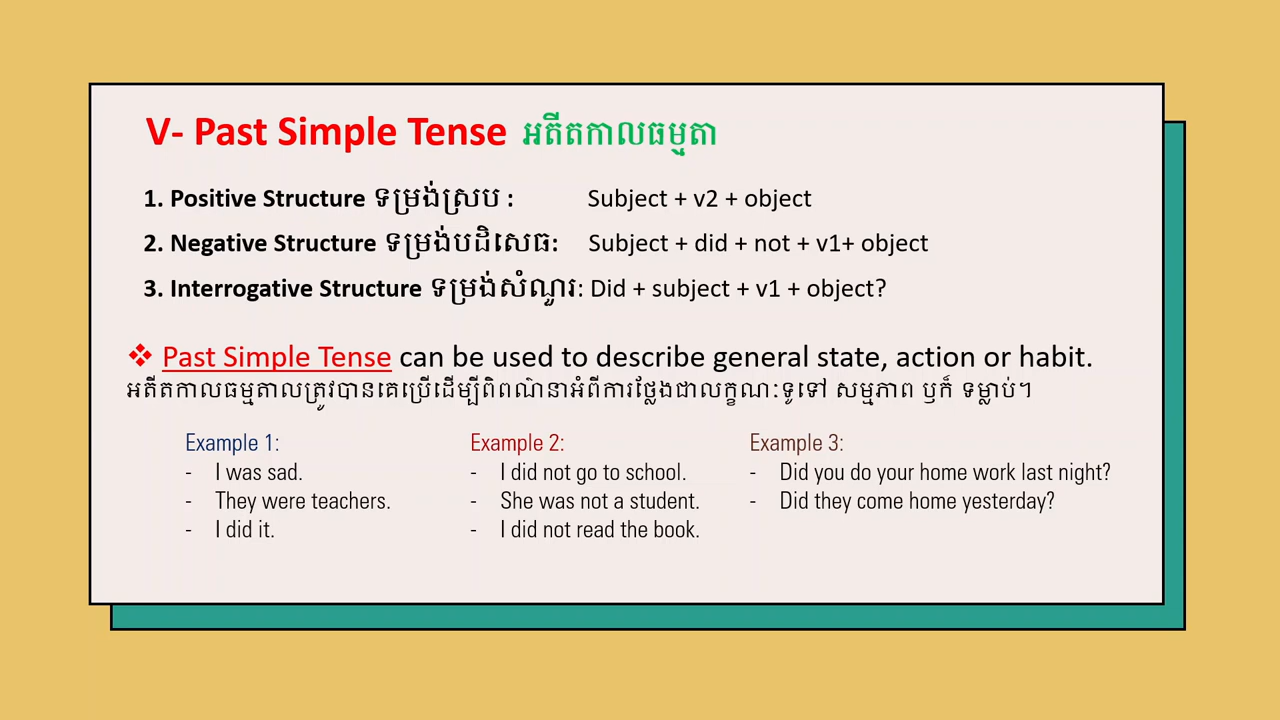 V- Past Simple Tense អតីតកាលធម្មតា
1. Positive Structure ទម្រង់ស្រប : Subject + v2 + object
2. Negative Structure ទម្រង់បដិសេធ: Subject + did + not + v1+ object
3. Interrogative Structure ទម្រង់សំណួរ: Did + subject + v1 + object?
❖ Past Simple Tense can be used to describe general state, action or habit.
អតីតកាលធម្មតាលត្រូវបានគេប្រើដើម្បីពិពណ៌នាអំពីការថ្លែងជាលក្ខណៈទូទៅ សម្មភាព ឫក៏ ទម្លាប់។
Example 1:
- I was sad.
- They were teachers.
- I did it.
Example 2:
- I did not go to school.
- She was not a student.
- I did not read the book.
Example 3:
- Did you do your home work last night?
- Did they come home yesterday?